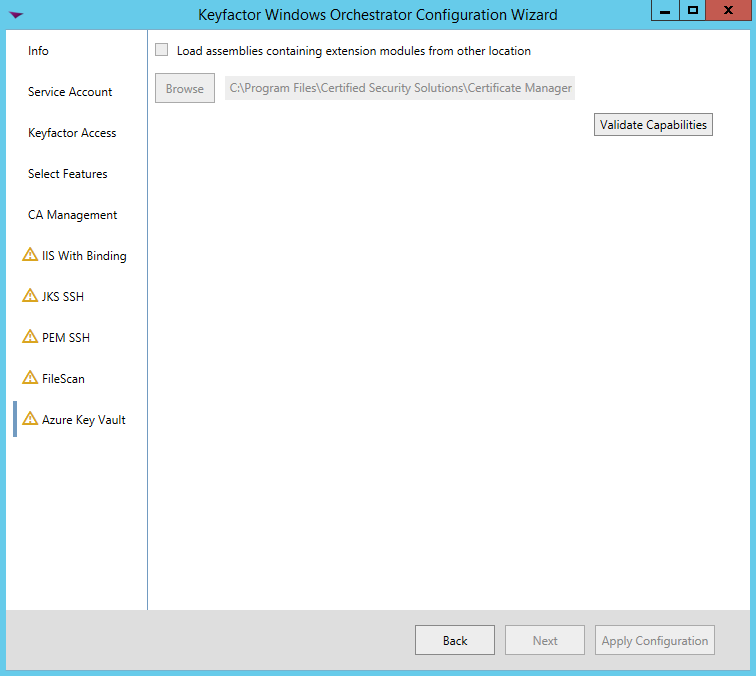 Keyfactor Windows Orchestrator Configuration Wizard
Info
Service Account
Keyfactor Access
Select Features
CA Management
IIS With Binding
JKS SSH
PEM SSH
FileScan
Azure Key Vault
Load assemblies containing extension modules from other location
Browse C:\Program Files\Certified Security Solutions\Certificate Manager
Validate Capabilities
Back Next Apply Configuration